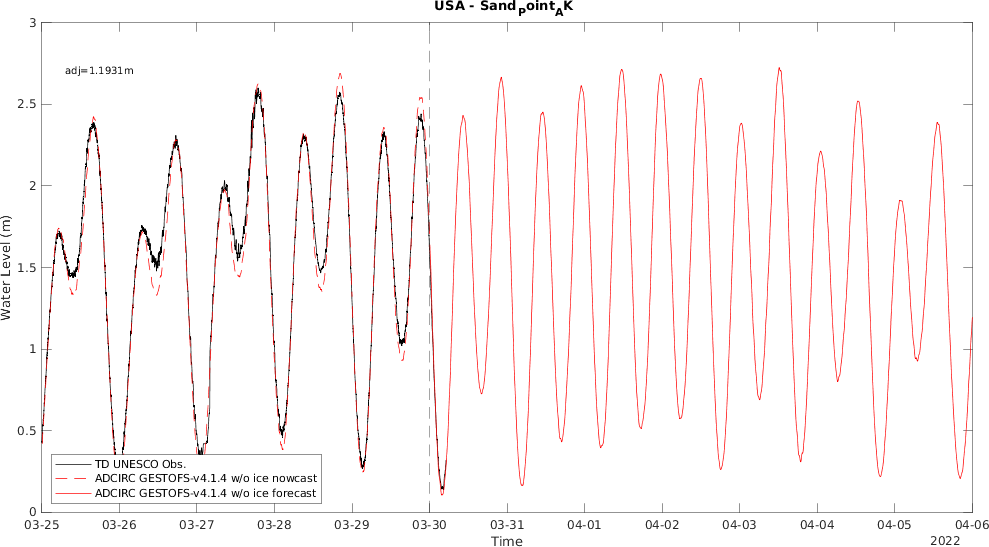 USA - Sand_Point_AK
3
adj=1.1931m
2.5
2
1.5
1
0.5
0
Water Level (m)
TD UNESCO Obs.
ADCIRC GESTOFS-v4.1.4 w/o ice nowcast
ADCIRC GESTOFS-v4.1.4 w/o ice forecast
03-25 03-26 03-27 03-28 03-29 03-30 03-31 04-01 04-02 04-03 04-04 04-05 04-06
Time
2022